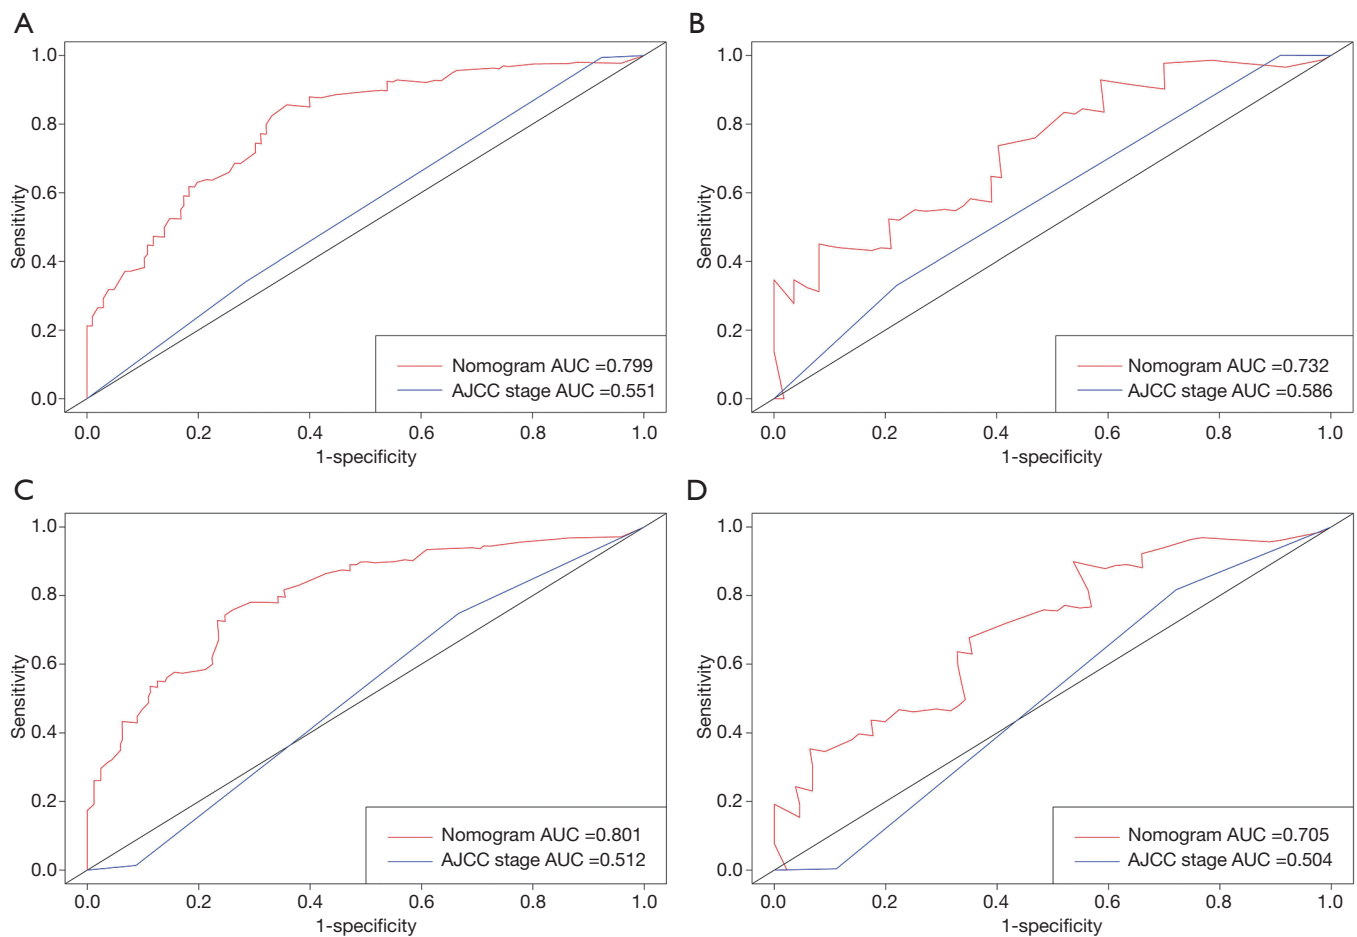 A
1.0
0.8
0.6
0.4
0.2
0.0
Sensitivity
Nomogram AUC =0.799
AJCC stage AUC =0.551
0.0 0.2 0.4 0.6 0.8 1.0
1-specificity
B
1.0
0.8
0.6
0.4
0.2
0.0
Sensitivity
Nomogram AUC =0.732
AJCC stage AUC =0.586
0.0 0.2 0.4 0.6 0.8 1.0
1-specificity
C
1.0
0.8
0.6
0.4
0.2
0.0
Sensitivity
Nomogram AUC =0.801
AJCC stage AUC =0.512
0.0 0.2 0.4 0.6 0.8 1.0
1-specificity
D
1.0
0.8
0.6
0.4
0.2
0.0
Sensitivity
Nomogram AUC =0.705
AJCC stage AUC =0.504
0.0 0.2 0.4 0.6 0.8 1.0
1-specificity